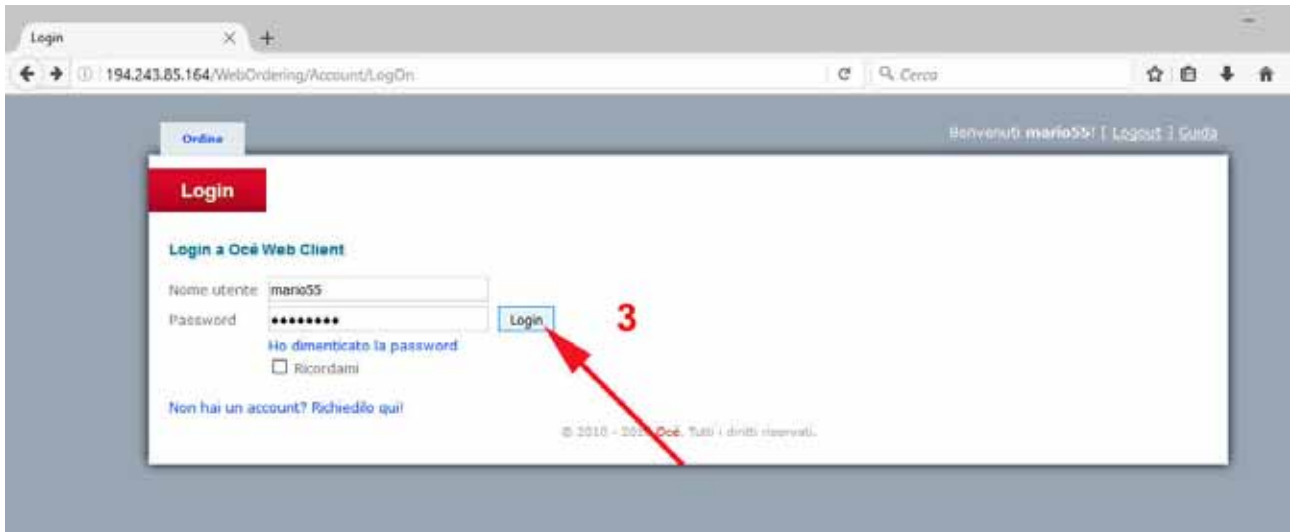 Login
194.243.85.164/WebOrdering/Account/LogOn
Cerca
Ordina
Benvenuti mario55! [ Logout ] Guida
Login
Login a Océ Web Client
Nome utente mario55
Password ●●●●●●●● Login
3
Ho dimenticato la password
Ricordami
Non hai un account? Richiedilo qui!
© 2010 - Océ. Tutti i diritti riservati.